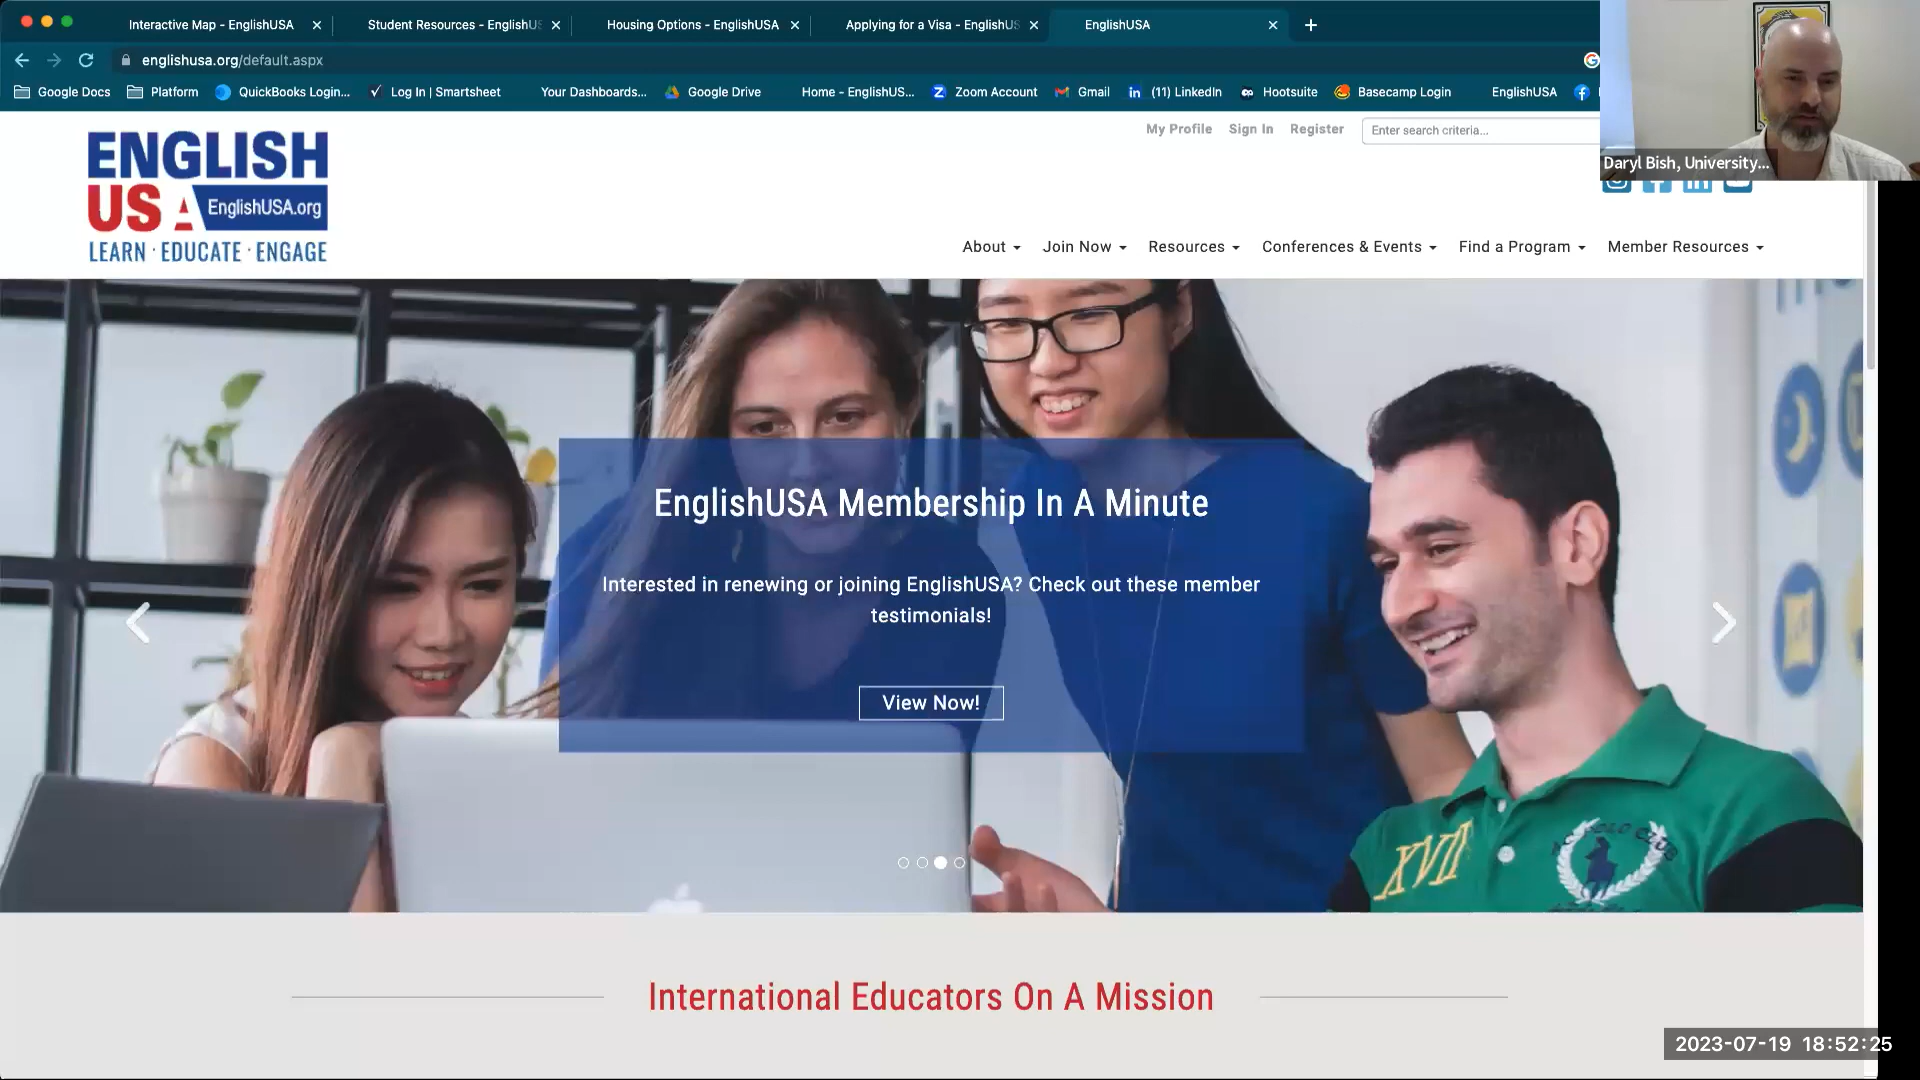 Interactive Map - EnglishUSA
Student Resources - EnglishUS
Housing Options - EnglishUSA
Applying for a Visa - EnglishUS
EnglishUSA
englishusa.org/default.aspx
Google Docs
Platform
QuickBooks Login...
Log In | Smartsheet
Your Dashboards...
Google Drive
Home - EnglishUS...
Zoom Account
Gmail
(11) LinkedIn
Hootsuite
Basecamp Login
EnglishUSA
Daryl Bish, University...
My Profile
Sign In
Register
Enter search criteria...
ENGLISH
USA EnglishUSA.org
LEARN · EDUCATE · ENGAGE
About
Join Now
Resources
Conferences & Events
Find a Program
Member Resources
EnglishUSA Membership In A Minute
Interested in renewing or joining EnglishUSA? Check out these member
testimonials!
View Now!
XVII
International Educators On A Mission
2023-07-19 18:52:25